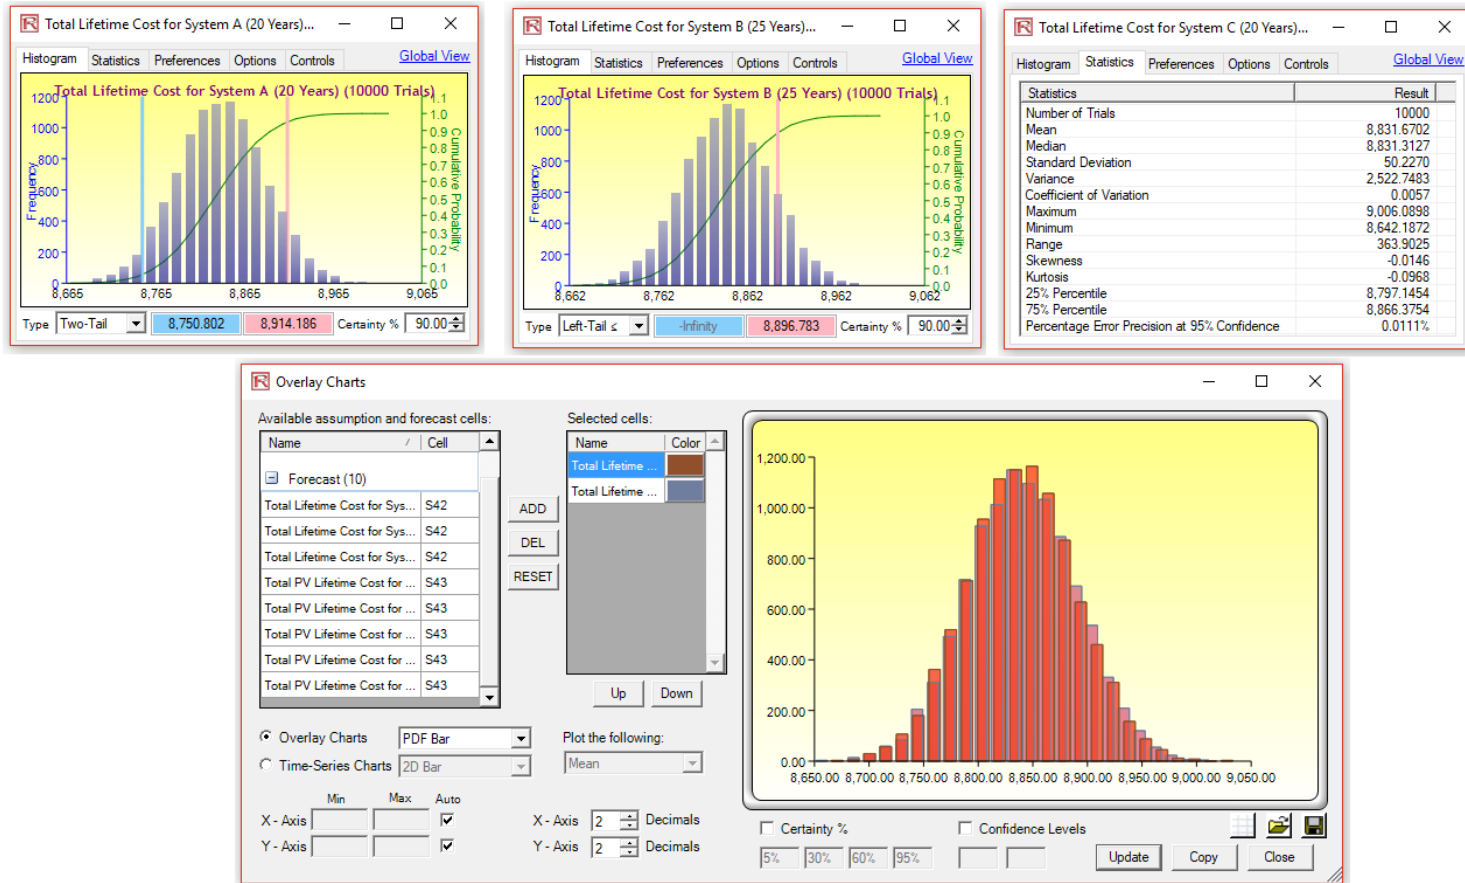 Total Lifetime Cost for System A (20 Years)...
Histogram Statistics Preferences Options Controls Global View
Total Lifetime Cost for System A (20 Years) (10000 Trials)
Frequency
1200
1000
800
600
400
200
0
8,665 8,765 8,865 8,965 9,065
1.1
1.0
0.9
0.8
0.7
0.6
0.5
0.4
0.3
0.2
0.1
0.0
Cumulative Probability
Type Two-Tail 8,750.802 8,914.186 Certainty % 90.00
Total Lifetime Cost for System B (25 Years)...
Histogram Statistics Preferences Options Controls Global View
Total Lifetime Cost for System B (25 Years) (10000 Trials)
Frequency
1200
1000
800
600
400
200
0
8,662 8,762 8,862 8,962 9,062
1.1
1.0
0.9
0.8
0.7
0.6
0.5
0.4
0.3
0.2
0.1
0.0
Cumulative Probability
Type Left-Tail ≤ -Infinity 8,896.783 Certainty % 90.00
Total Lifetime Cost for System C (20 Years)...
Histogram Statistics Preferences Options Controls Global View
Statistics Result
Number of Trials 10000
Mean 8,831.6702
Median 8,831.3127
Standard Deviation 50.2270
Variance 2,522.7483
Coefficient of Variation 0.0057
Maximum 9,006.0898
Minimum 8,642.1872
Range 363.9025
Skewness -0.0146
Kurtosis -0.0968
25% Percentile 8,797.1454
75% Percentile 8,866.3754
Percentage Error Precision at 95% Confidence 0.0111%
Overlay Charts
Available assumption and forecast cells:
Name / Cell
Forecast (10)
Total Lifetime Cost for Sys... S42
Total Lifetime Cost for Sys... S42
Total Lifetime Cost for Sys... S42
Total PV Lifetime Cost for ... S43
Total PV Lifetime Cost for ... S43
Total PV Lifetime Cost for ... S43
Total PV Lifetime Cost for ... S43
Total PV Lifetime Cost for ... S43
ADD
DEL
RESET
Selected cells:
Name Color
Total Lifetime ...
Total Lifetime ...
Up Down
Overlay Charts PDF Bar
Time-Series Charts 2D Bar
Plot the following:
Mean
Min Max Auto
X - Axis
Y - Axis
X - Axis 2 Decimals
Y - Axis 2 Decimals
1,200.00
1,000.00
800.00
600.00
400.00
200.00
0.00
8,650.00 8,700.00 8,750.00 8,800.00 8,850.00 8,900.00 8,950.00 9,000.00 9,050.00
Certainty % Confidence Levels
5% 30% 60% 95%
Update Copy Close